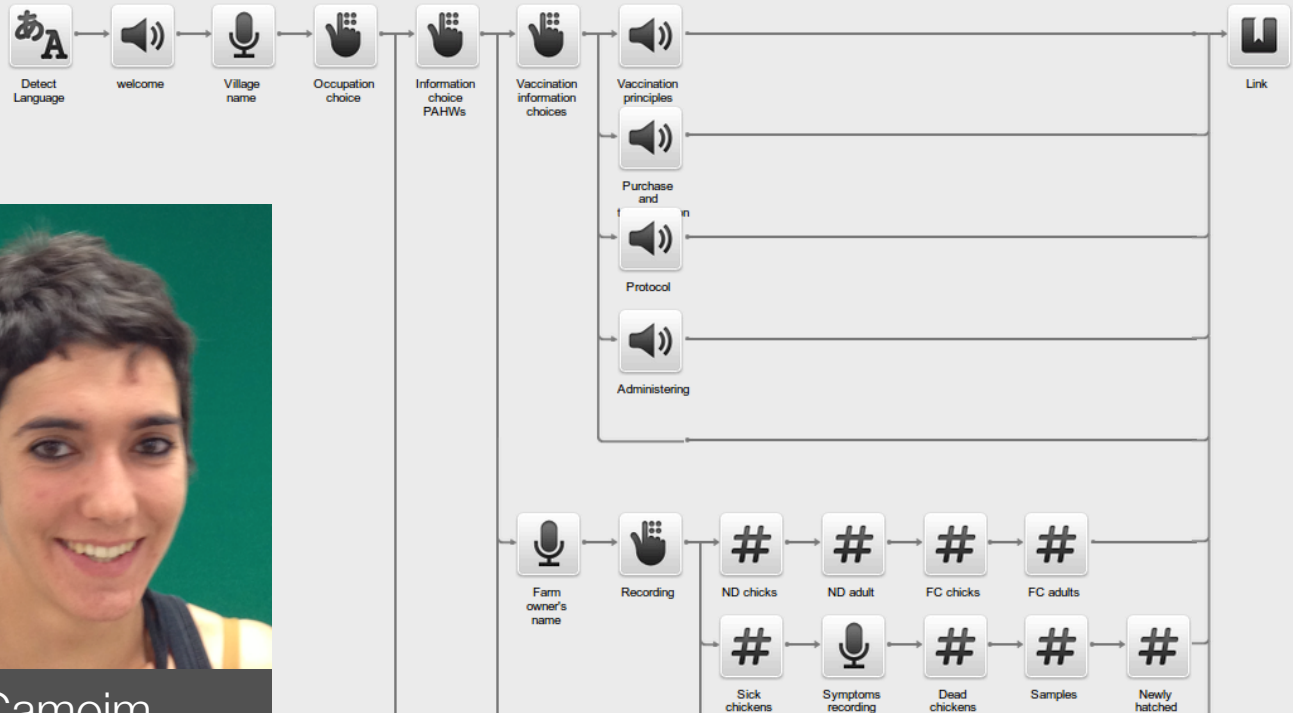 あA
Detect
Language
welcome
Village
name
Occupation
choice
Information
choice
PAHWs
Vaccination
information
choices
Vaccination
principles
Link
Purchase
and
Protocol
Administering
Farm
owner's
name
Recording
# ND chicks
# ND adult
# FC chicks
# FC adults
# Sick
chickens
Symptoms
recording
# Dead
chickens
# Samples
# Newly
hatched